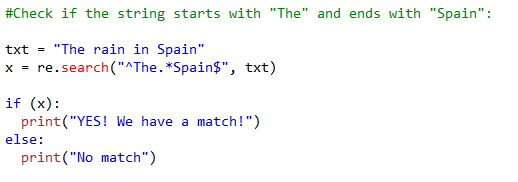 #Check if the string starts with "The" and ends with "Spain":
txt = "The rain in Spain"
x = re.search("^The.*Spain$", txt)
if (x):
  print("YES! We have a match!")
else:
  print("No match")